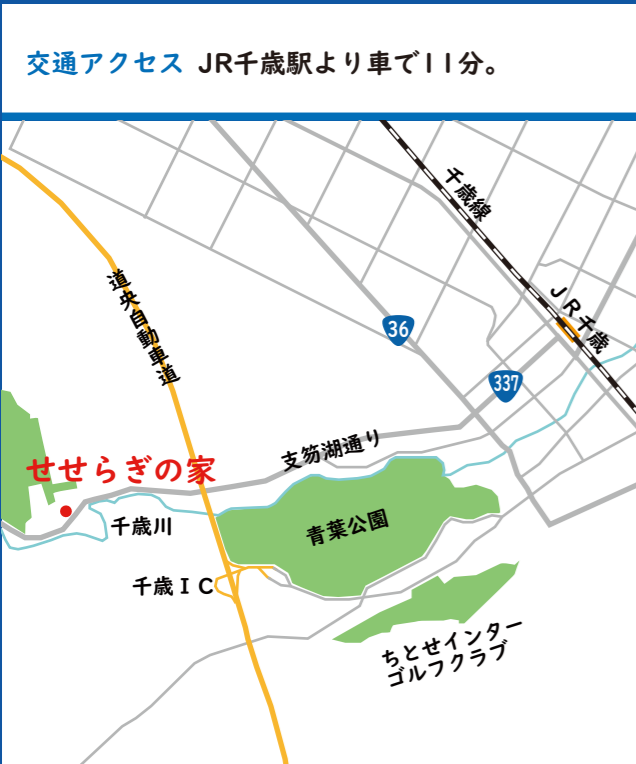 交通アクセス JR千歳駅より車で11分。
千歳線
道央自動車道
JR千歳
36
337
支笏湖通り
せせらぎの家
千歳川
青葉公園
千歳IC
ちとせインター
ゴルフクラブ